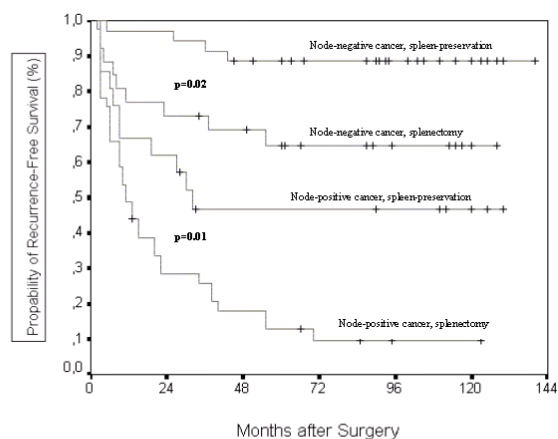 1,0
,9
,8
,7
,6
,5
,4
,3
,2
,1
0,0
Propability of Recurrence-Free Survival (%)
Node-negative cancer, spleen-preservation
p=0.02
Node-negative cancer, splenectomy
Node-positive cancer, spleen-preservation
p=0.01
Node-positive cancer, splenectomy
0 24 48 72 96 120 144
Months after Surgery